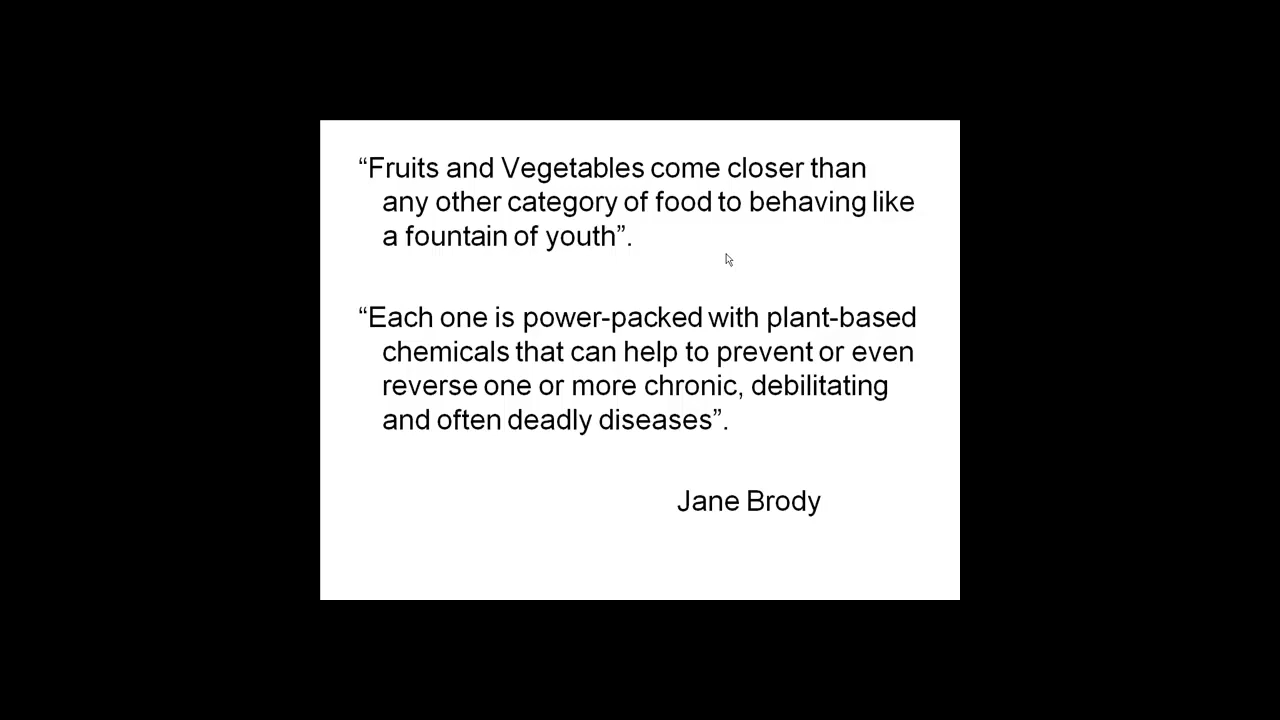 “Fruits and Vegetables come closer than
any other category of food to behaving like
a fountain of youth”.
“Each one is power-packed with plant-based
chemicals that can help to prevent or even
reverse one or more chronic, debilitating
and often deadly diseases”.
Jane Brody